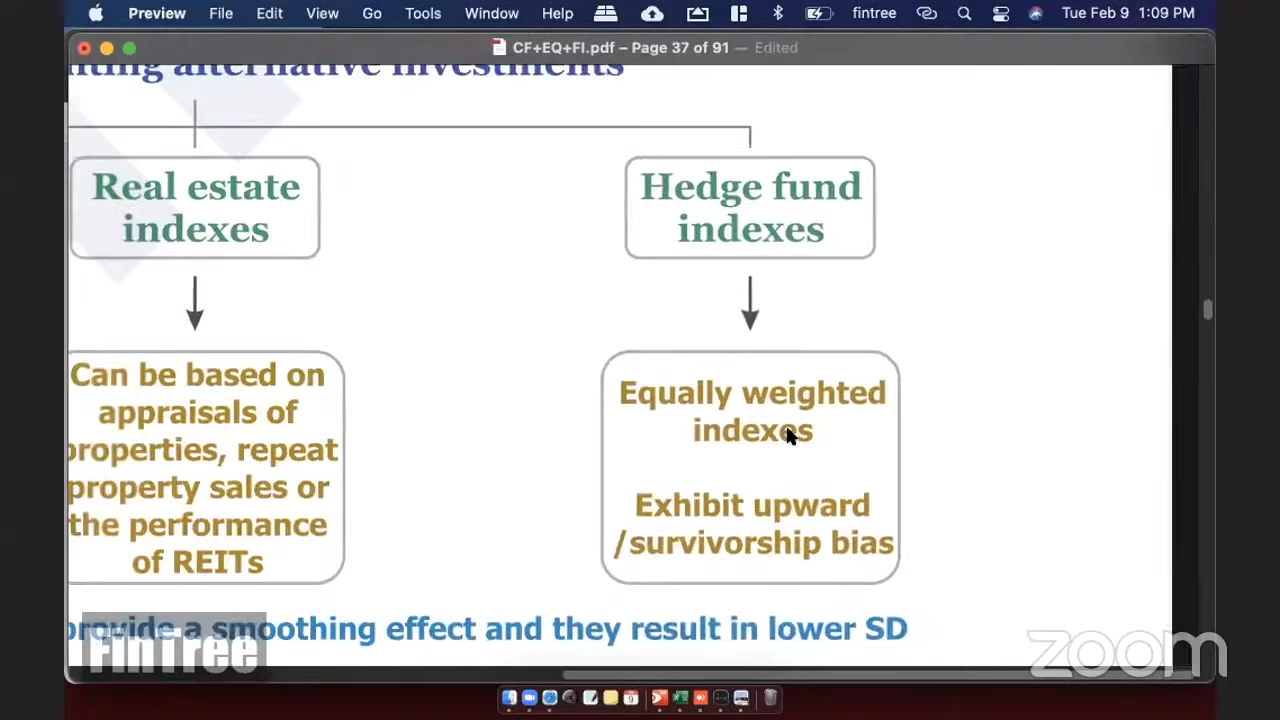 Preview File Edit View Go Tools Window Help fintree Tue Feb 9 1:09 PM
CF+EQ+FI.pdf – Page 37 of 91 — Edited
alternative investments
Real estate
indexes
Hedge fund
indexes
Can be based on
appraisals of
properties, repeat
property sales or
the performance
of REITs
Equally weighted
indexes
Exhibit upward
/survivorship bias
provide a smoothing effect and they result in lower SD
FinTree
zoom